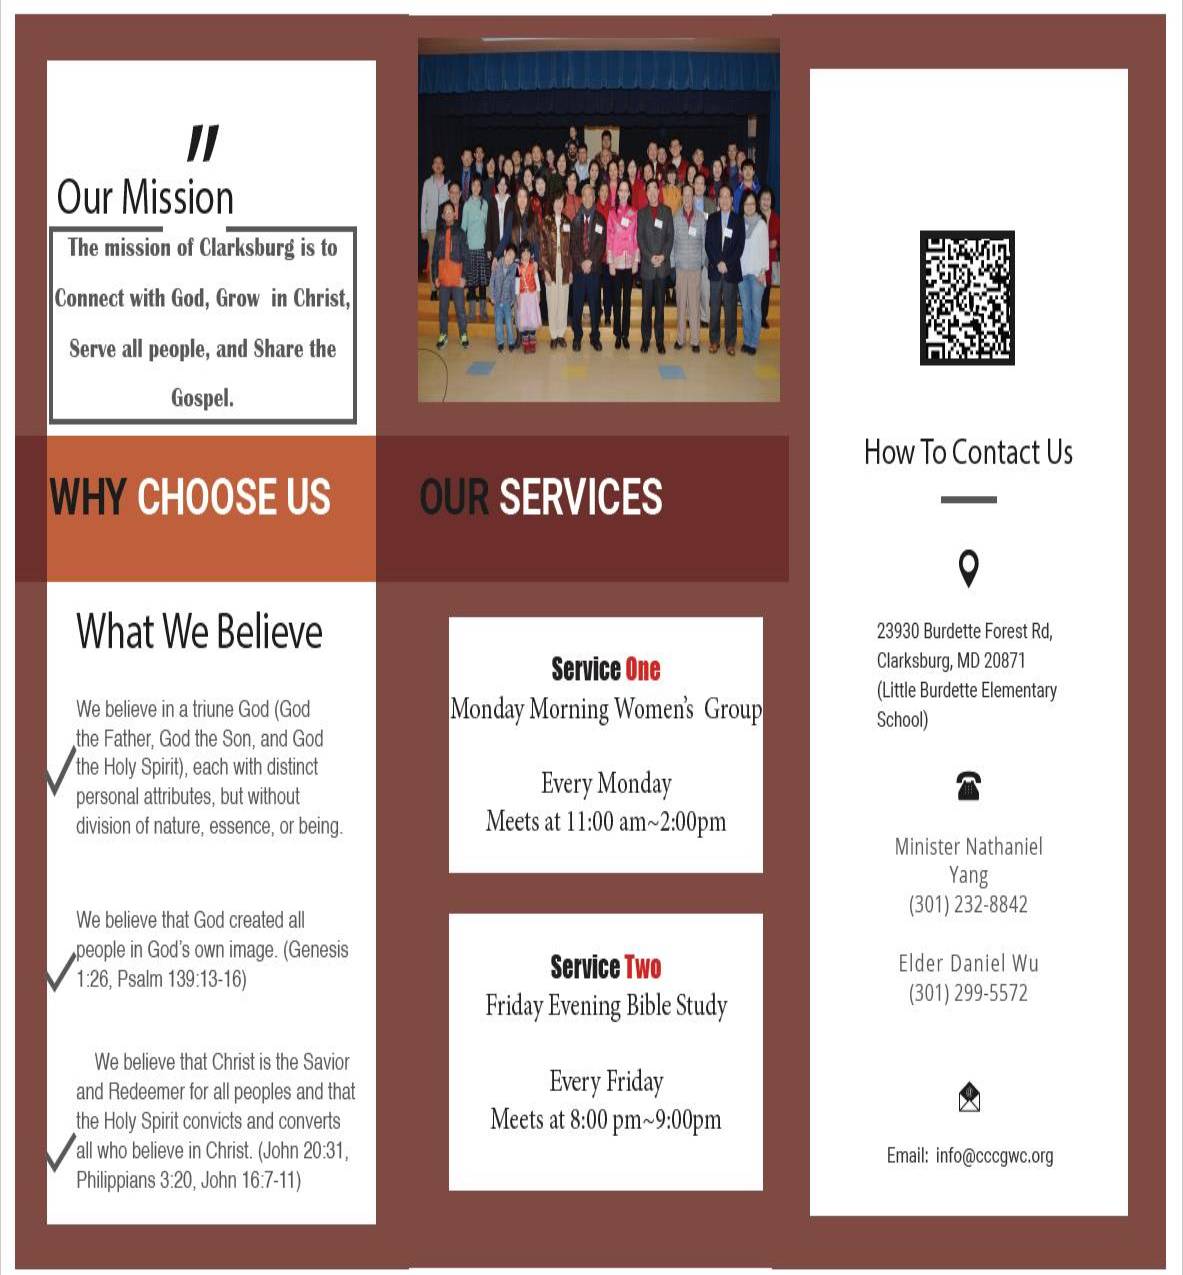 "
Our Mission
The mission of Clarksburg is to
Connect with God, Grow in Christ,
Serve all people, and Share the
Gospel.
WHY CHOOSE US
What We Believe
We believe in a triune God (God
the Father, God the Son, and God
the Holy Spirit), each with distinct
personal attributes, but without
division of nature, essence, or being.
We believe that God created all
people in God's own image. (Genesis
1:26, Psalm 139:13-16)
We believe that Christ is the Savior
and Redeemer for all peoples and that
the Holy Spirit convicts and converts
all who believe in Christ. (John 20:31,
Philippians 3:20, John 16:7-11)
OUR SERVICES
Service One
Monday Morning Women's Group
Every Monday
Meets at 11:00 am~2:00pm
Service Two
Friday Evening Bible Study
Every Friday
Meets at 8:00 pm~9:00pm
How To Contact Us
23930 Burdette Forest Rd,
Clarksburg, MD 20871
(Little Burdette Elementary
School)
Minister Nathaniel
Yang
(301) 232-8842
Elder Daniel Wu
(301) 299-5572
Email: info@cccgwc.org